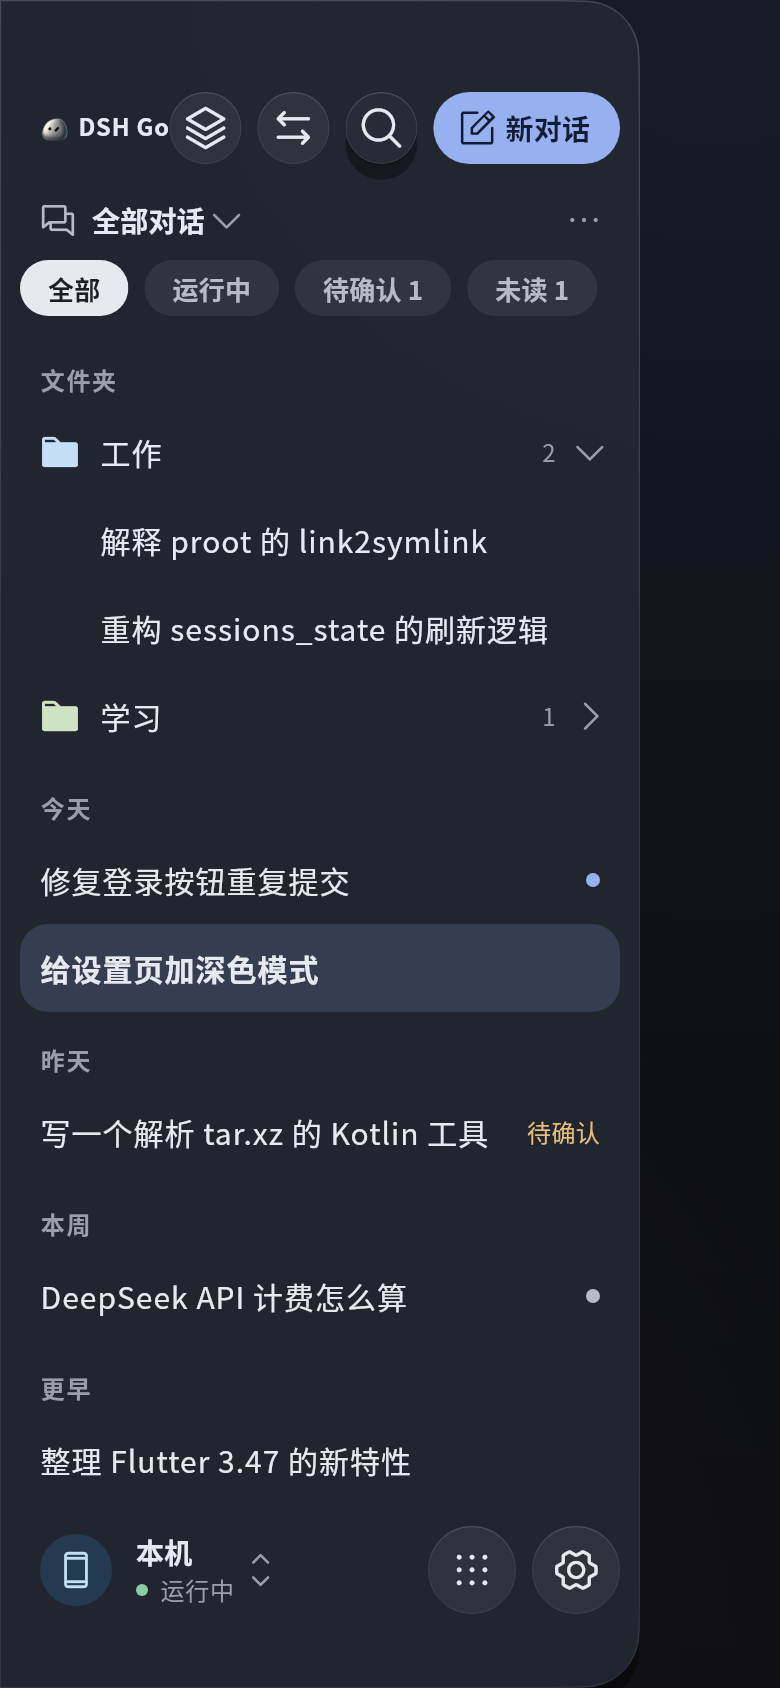 DSH Go
新对话
全部对话
全部
运行中
待确认 1
未读 1
文件夹
工作 2
解释 proot 的 link2symlink
重构 sessions_state 的刷新逻辑
学习 1
今天
修复登录按钮重复提交
给设置页加深色模式
昨天
写一个解析 tar.xz 的 Kotlin 工具 待确认
本周
DeepSeek API 计费怎么算
更早
整理 Flutter 3.47 的新特性
本机
运行中